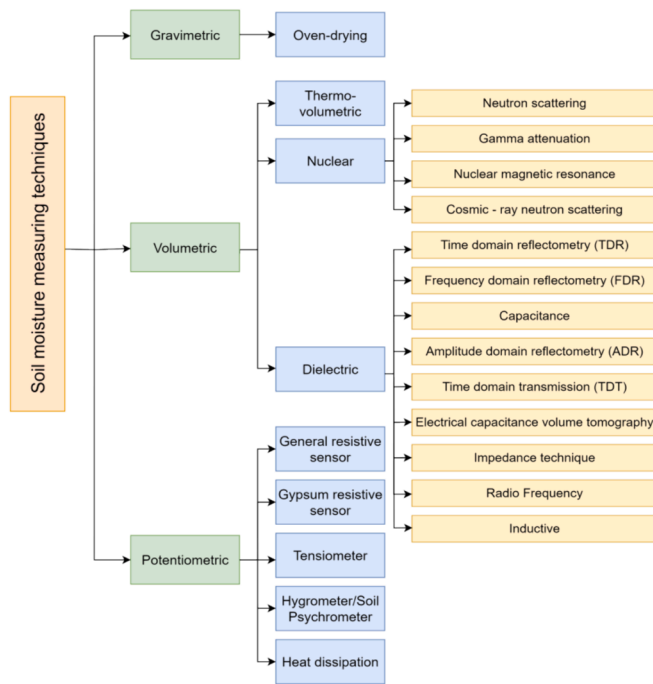 Soil moisture measuring techniques
Gravimetric
Oven-drying
Volumetric
Thermo-
volumetric
Nuclear
Neutron scattering
Gamma attenuation
Nuclear magnetic resonance
Cosmic - ray neutron scattering
Dielectric
Time domain reflectometry (TDR)
Frequency domain reflectometry (FDR)
Capacitance
Amplitude domain reflectometry (ADR)
Time domain transmission (TDT)
Electrical capacitance volume tomography
Impedance technique
Radio Frequency
Inductive
Potentiometric
General resistive
sensor
Gypsum resistive
sensor
Tensiometer
Hygrometer/Soil
Psychrometer
Heat dissipation